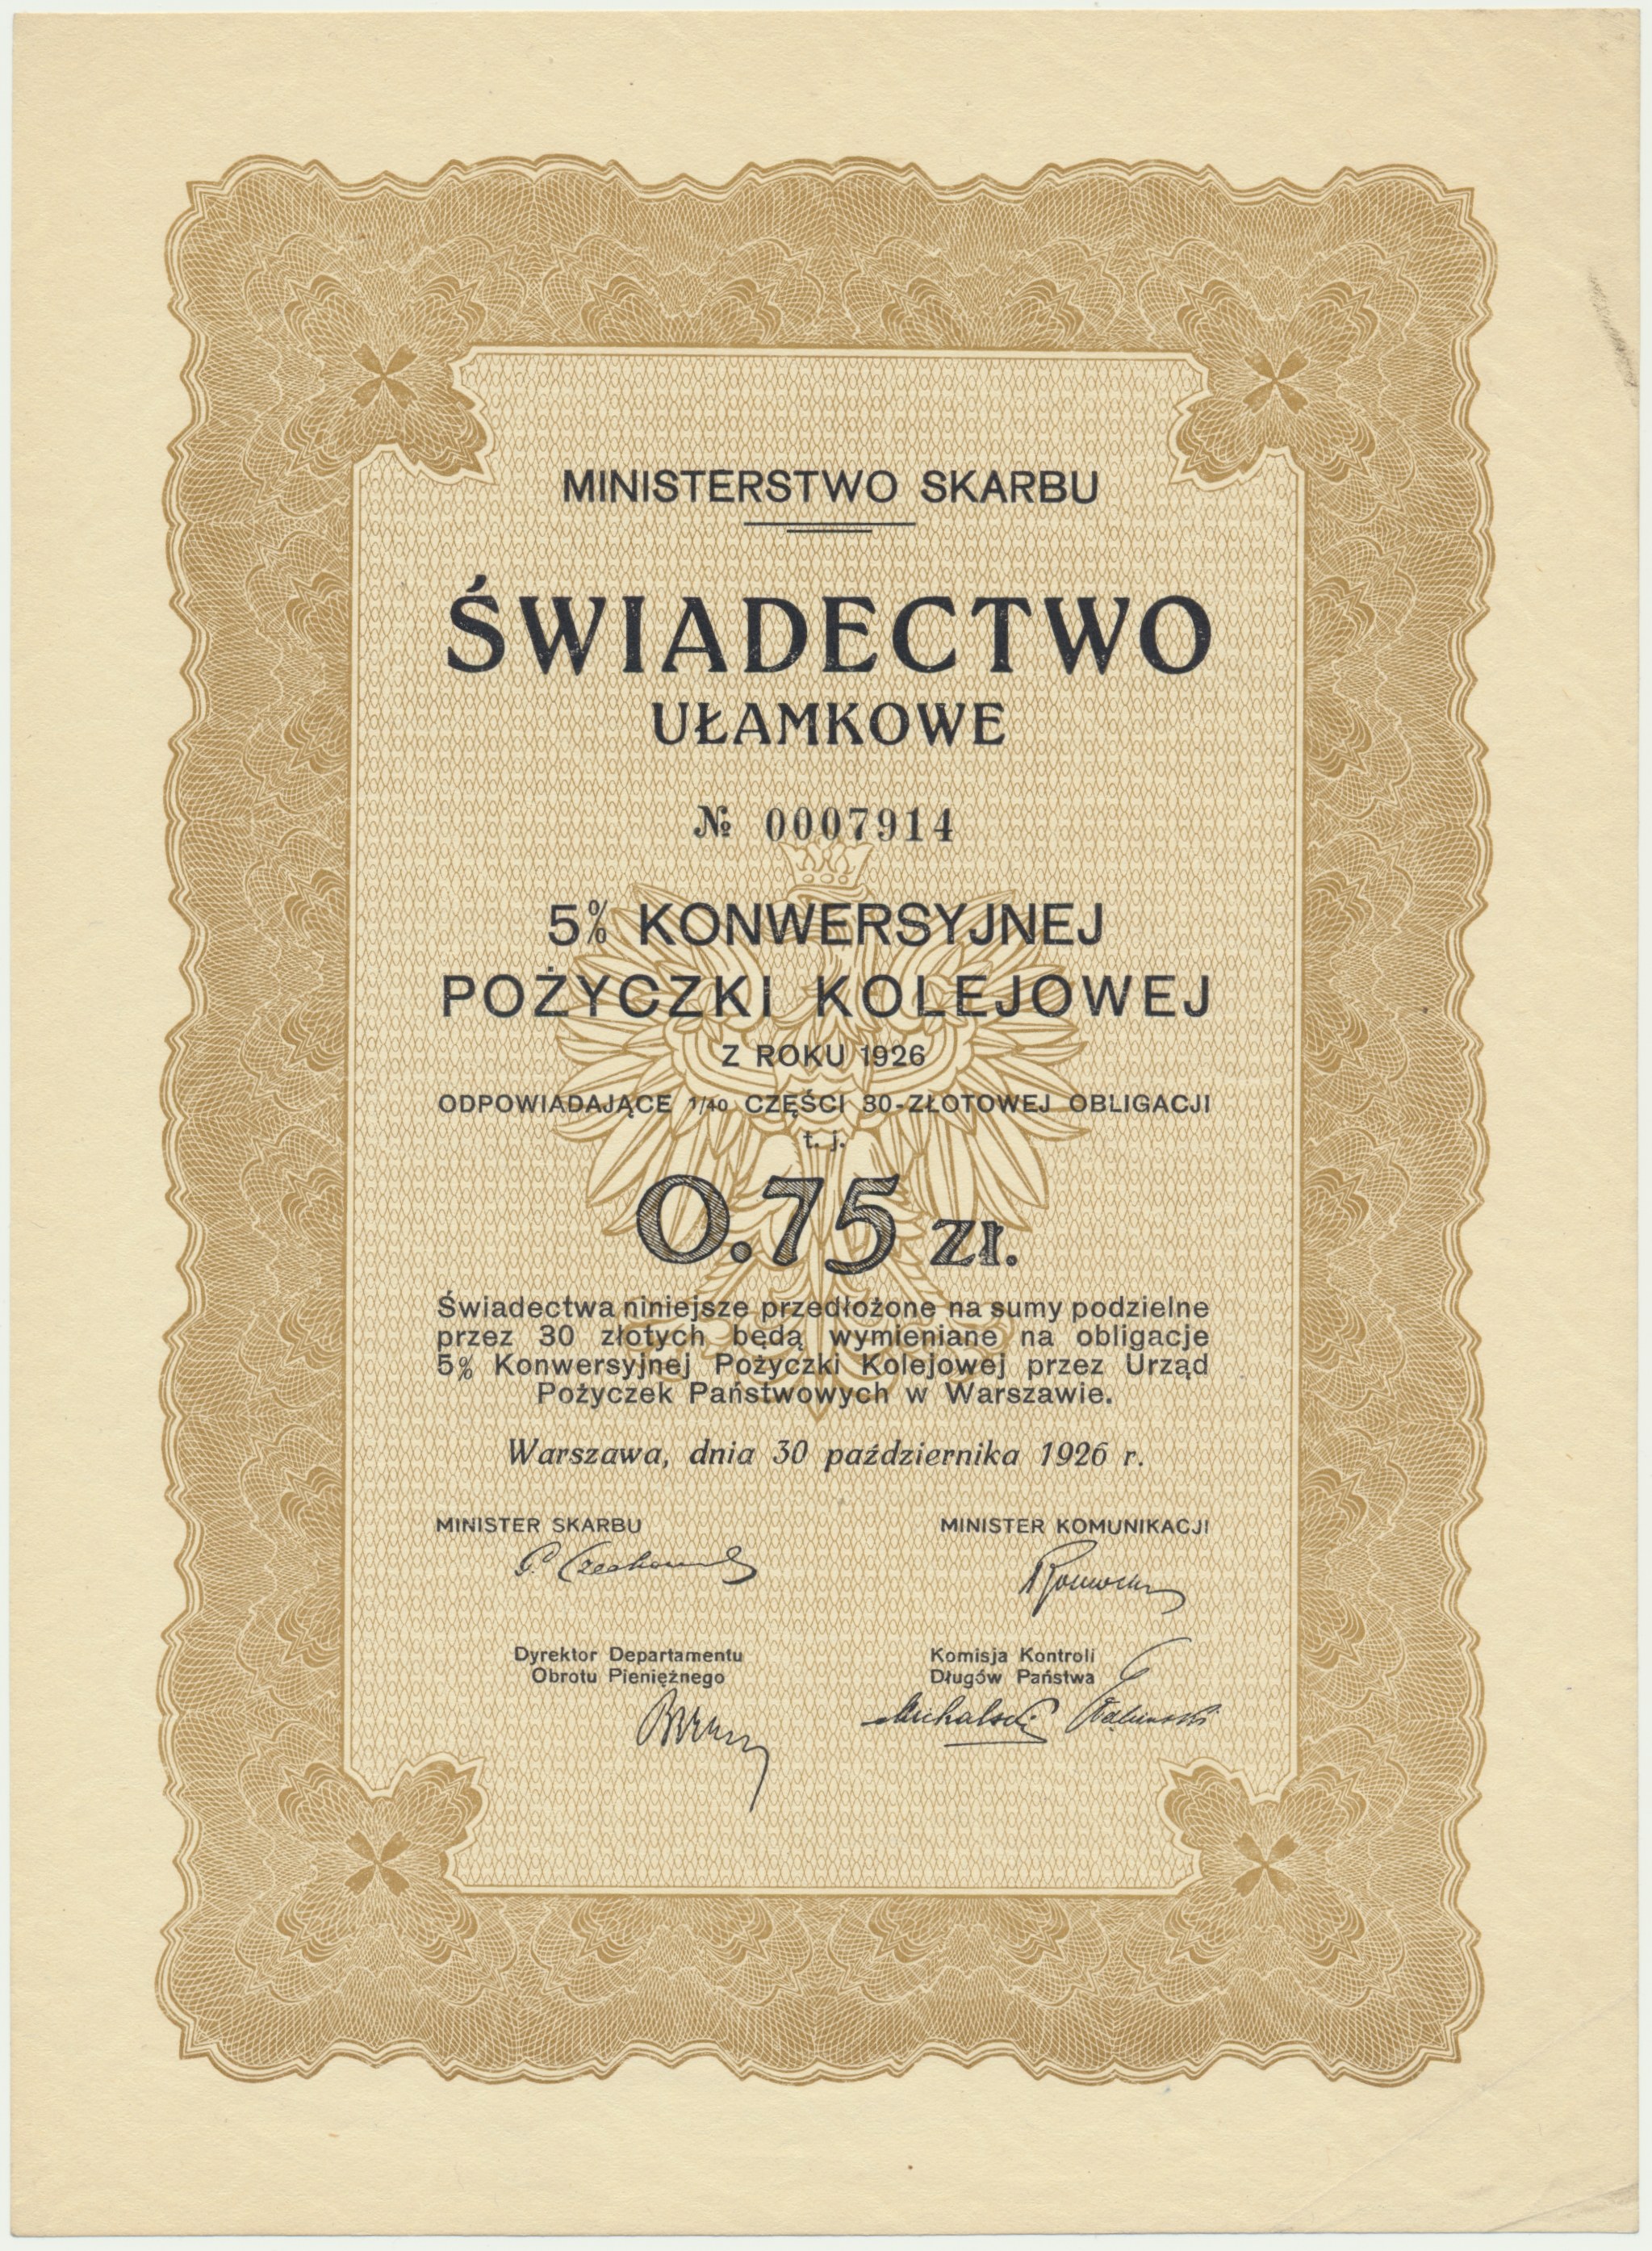 MINISTERSTWO SKARBU
ŚWIADECTWO
UŁAMKOWE
№ 0007914
5% KONWERSYJNEJ
POŻYCZKI KOLEJOWEJ
Z ROKU 1926
ODPOWIADAJĄCE 1/40 CZĘŚCI 30-ZŁOTOWEJ OBLIGACJI
t. j.
0.75 zł.
Świadectwa niniejsze przedłożone na sumy podzielne
przez 30 złotych będą wymieniane na obligacje
5% Konwersyjnej Pożyczki Kolejowej przez Urząd
Pożyczek Państwowych w Warszawie.
Warszawa, dnia 30 października 1926 r.
MINISTER SKARBU
MINISTER KOMUNIKACJI
Dyrektor Departamentu
Obrotu Pieniężnego
Komisja Kontroli
Długów Państwa
Michalski